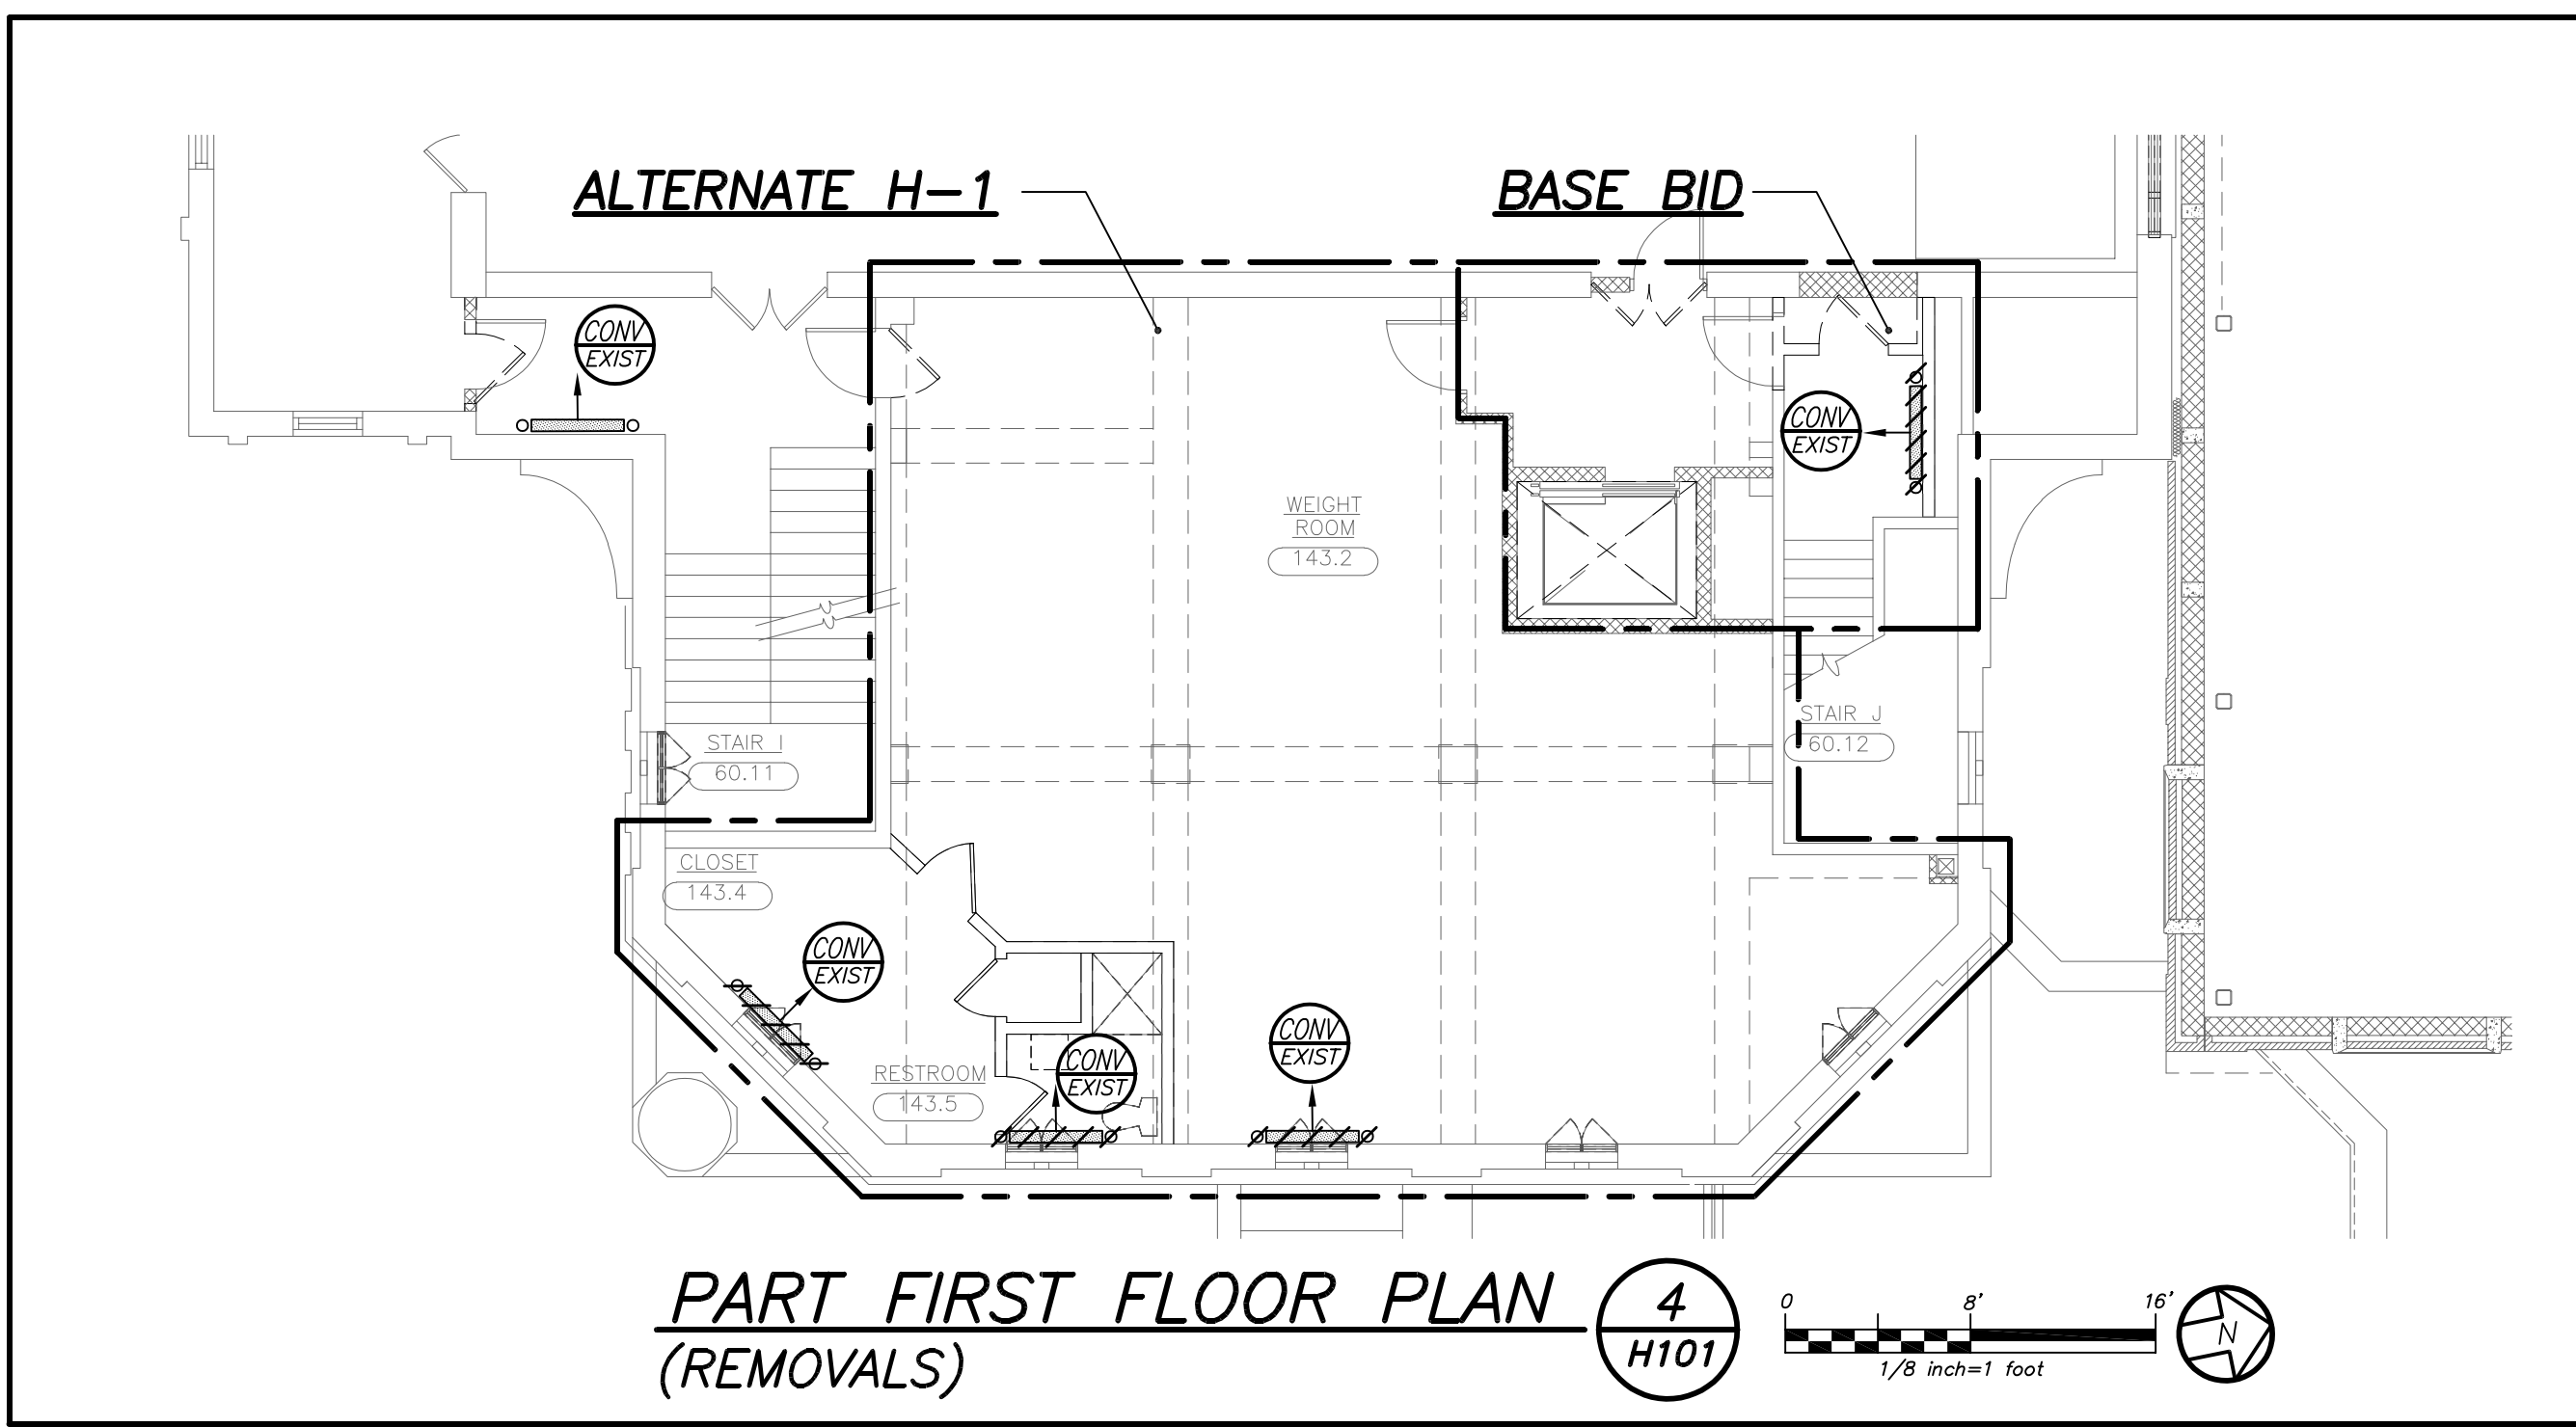 ALTERNATE H-1
BASE BID
CONV
EXIST
CONV
EXIST
WEIGHT
ROOM
143.2
STAIR I
60.11
STAIR J
60.12
CLOSET
143.4
CONV
EXIST
CONV
EXIST
CONV
EXIST
RESTROOM
143.5
PART FIRST FLOOR PLAN
(REMOVALS)
4
H101
0 8' 16'
1/8 inch=1 foot
N